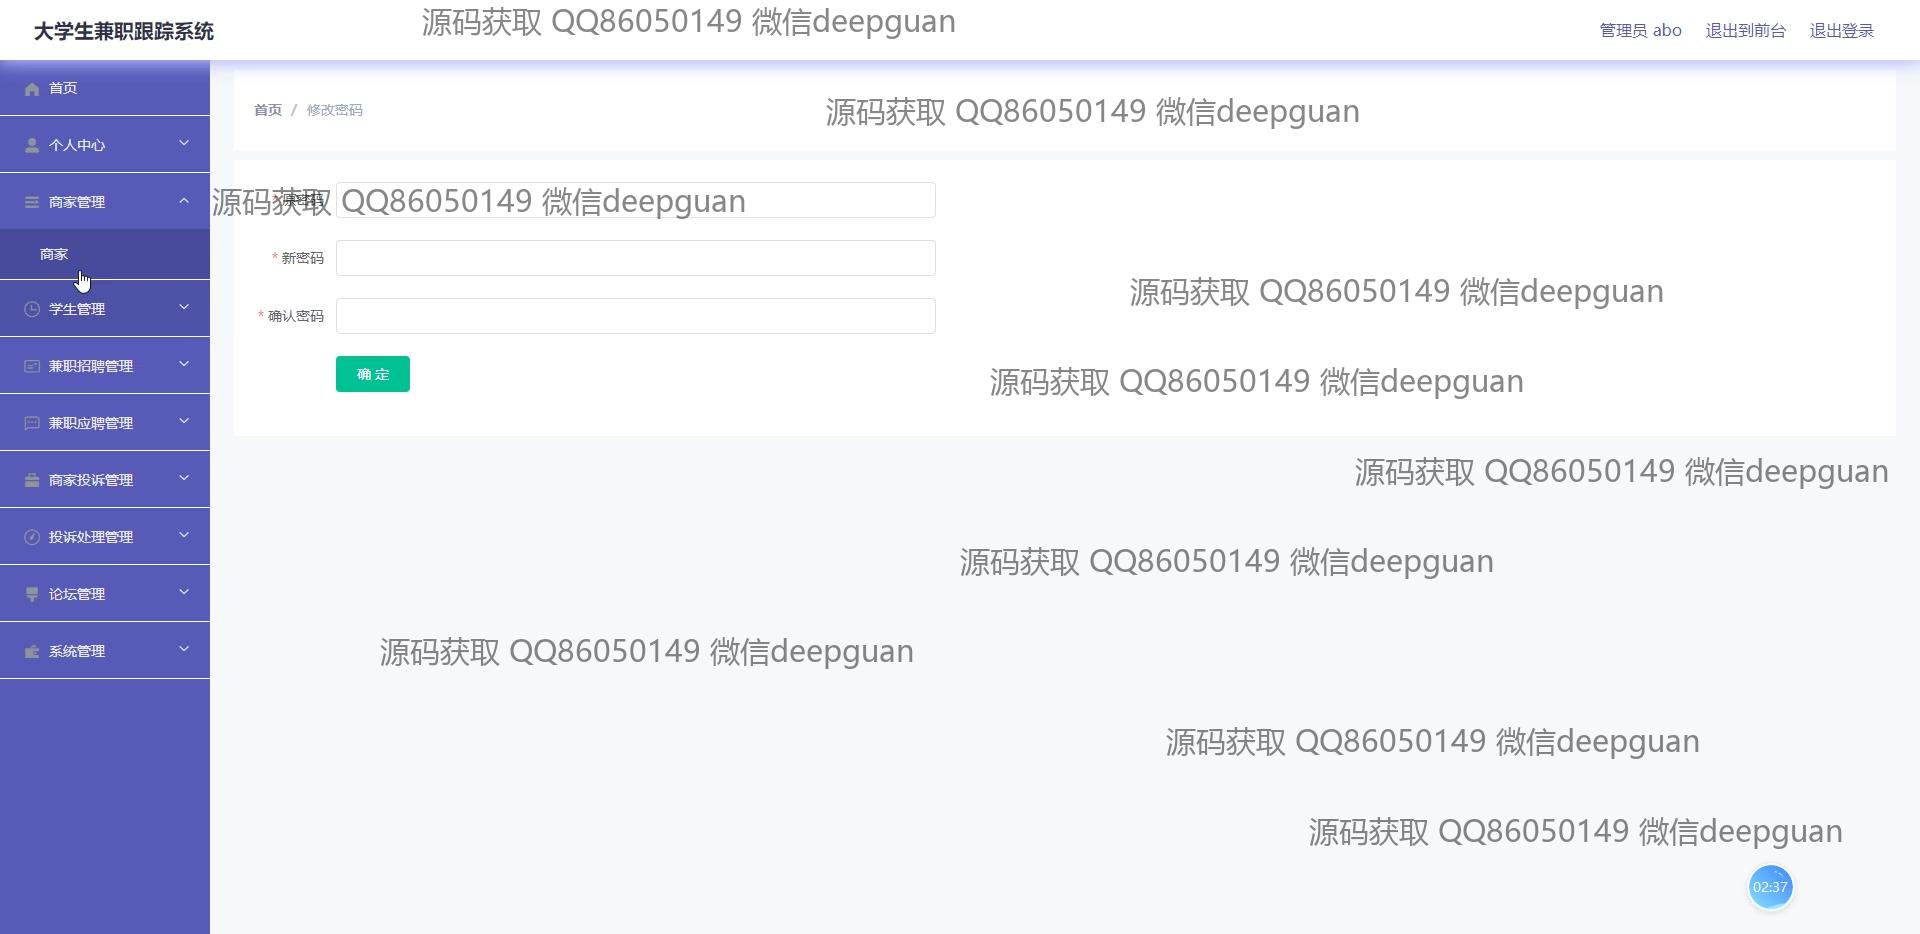 大学生兼职跟踪系统
源码获取 QQ86050149 微信deepguan
管理员 abo 退出到前台 退出登录
首页
个人中心
商家管理
商家
学生管理
兼职招聘管理
兼职应聘管理
商家投诉管理
投诉处理管理
论坛管理
系统管理
首页 / 修改密码
源码获取 QQ86050149 微信deepguan
* 原密码
源码获取 QQ86050149 微信deepguan
* 新密码
源码获取 QQ86050149 微信deepguan
* 确认密码
确 定
源码获取 QQ86050149 微信deepguan
源码获取 QQ86050149 微信deepguan
源码获取 QQ86050149 微信deepguan
源码获取 QQ86050149 微信deepguan
源码获取 QQ86050149 微信deepguan
源码获取 QQ86050149 微信deepguan
02:37